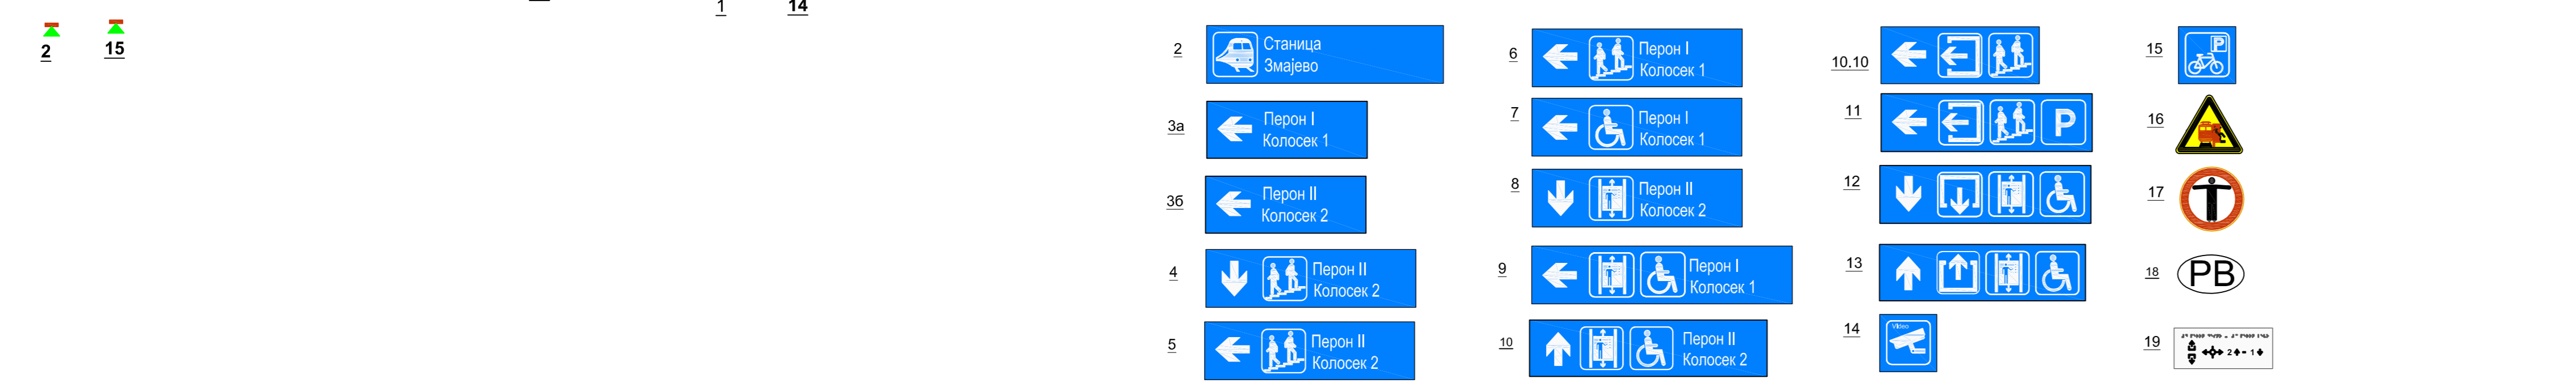 1
14
2
15
2
Станица
Змајево
3а
Перон I
Колосек 1
3б
Перон II
Колосек 2
4
Перон II
Колосек 2
5
Перон II
Колосек 2
6
Перон I
Колосек 1
7
Перон I
Колосек 1
8
Перон II
Колосек 2
9
Перон I
Колосек 1
10
Перон II
Колосек 2
10.10
11
P
12
13
14
Video
15
P
16
17
18
PB
19
2
- 1